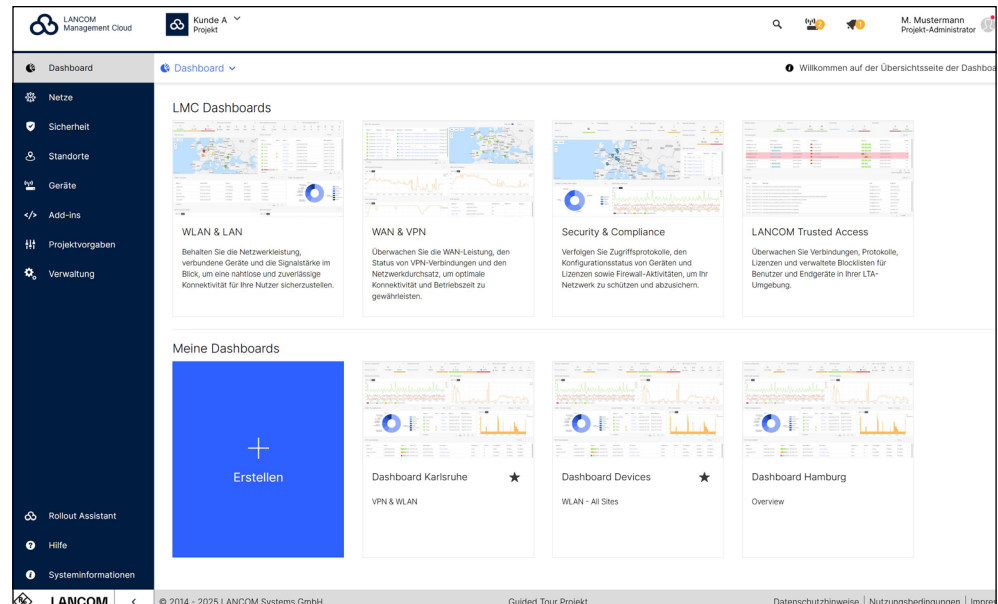 LANCOM
Management Cloud
Kunde A
Projekt
2
1
M. Mustermann
Projekt-Administrator
Dashboard
Netze
Sicherheit
Standorte
Geräte
Add-ins
Projektvorgaben
Verwaltung
Rollout Assistant
Hilfe
Systeminformationen
LANCOM
Dashboard
Willkommen auf der Übersichtsseite der Dashboa
LMC Dashboards
WLAN & LAN
Behalten Sie die Netzwerkleistung,
verbundene Geräte und die Signalstärke im
Blick, um eine nahtlose und zuverlässige
Konnektivität für Ihre Nutzer sicherzustellen.
WAN & VPN
Überwachen Sie die WAN-Leistung, den
Status von VPN-Verbindungen und den
Netzwerkdurchsatz, um optimale
Konnektivität und Betriebszeit zu
gewährleisten.
Security & Compliance
Verfolgen Sie Zugriffsprotokolle, den
Konfigurationsstatus von Geräten und
Lizenzen sowie Firewall-Aktivitäten, um Ihr
Netzwerk zu schützen und abzusichern.
LANCOM Trusted Access
Überwachen Sie Verbindungen, Protokolle,
Lizenzen und verwaltete Blocklisten für
Benutzer und Endgeräte in Ihrer LTA-
Umgebung.
Meine Dashboards
Erstellen
Dashboard Karlsruhe
VPN & WLAN
Dashboard Devices
WLAN - All Sites
Dashboard Hamburg
Overview
© 2014 - 2025 LANCOM Systems GmbH
Guided Tour Projekt
Datenschutzhinweise | Nutzungsbedingungen | Impres